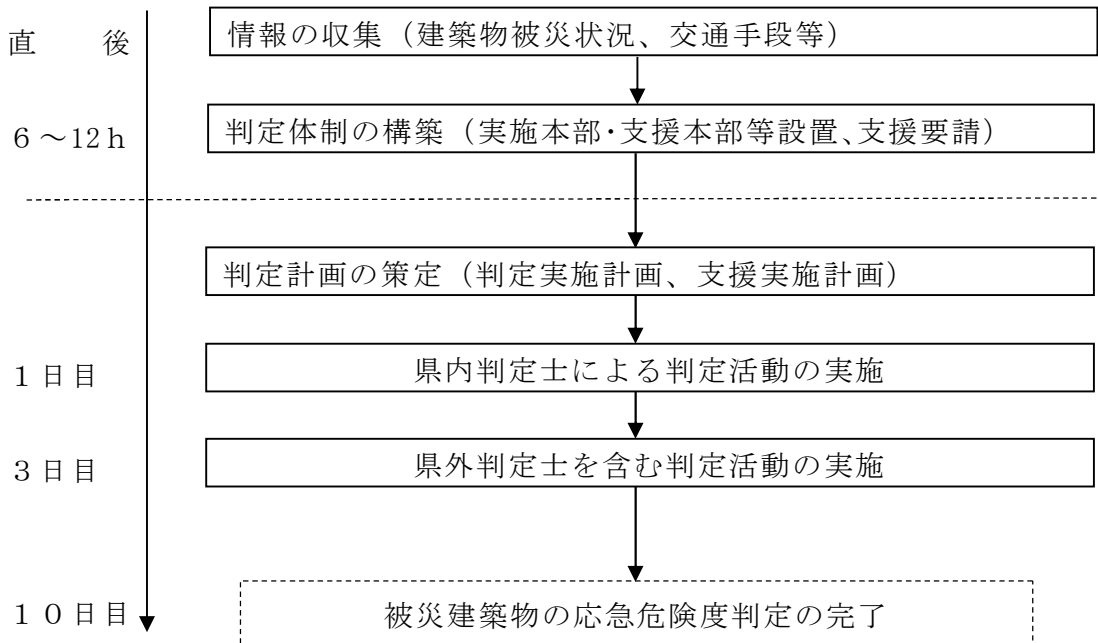 直　　後
情報の収集（建築物被災状況、交通手段等）
６～12ｈ
判定体制の構築（実施本部・支援本部等設置、支援要請）
判定計画の策定（判定実施計画、支援実施計画）
１日目
県内判定士による判定活動の実施
３日目
県外判定士を含む判定活動の実施
１０日目
被災建築物の応急危険度判定の完了